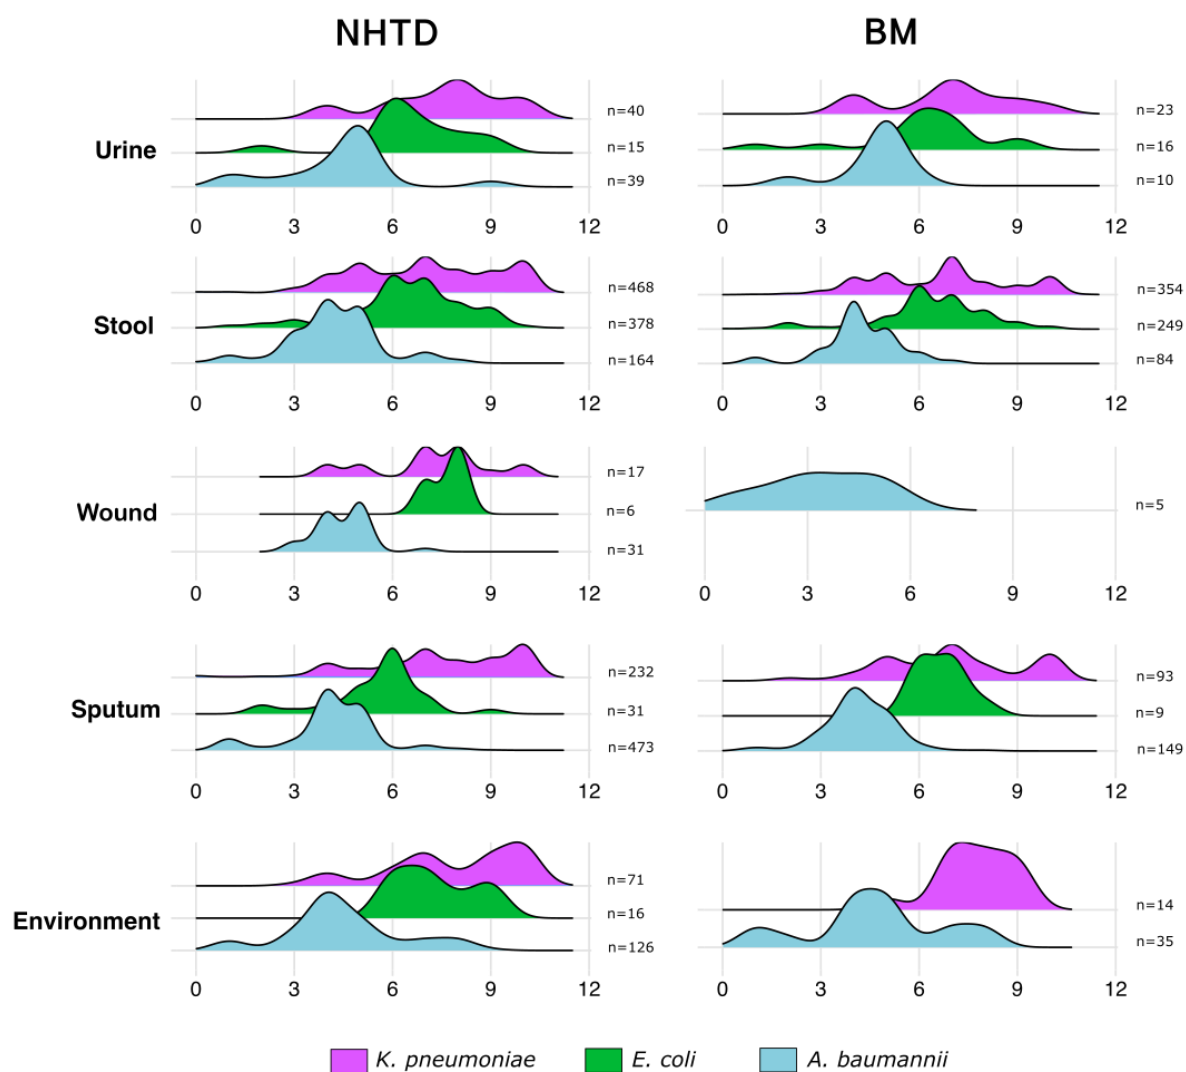 NHTD BM
Urine
n=40
n=15
n=39
0 3 6 9 12
n=23
n=16
n=10
0 3 6 9 12
Stool
n=468
n=378
n=164
0 3 6 9 12
n=354
n=249
n=84
0 3 6 9 12
Wound
n=17
n=6
n=31
0 3 6 9 12
n=5
0 3 6 9 12
Sputum
n=232
n=31
n=473
0 3 6 9 12
n=93
n=9
n=149
0 3 6 9 12
Environment
n=71
n=16
n=126
0 3 6 9 12
n=14
n=35
0 3 6 9 12
K. pneumoniae E. coli A. baumannii